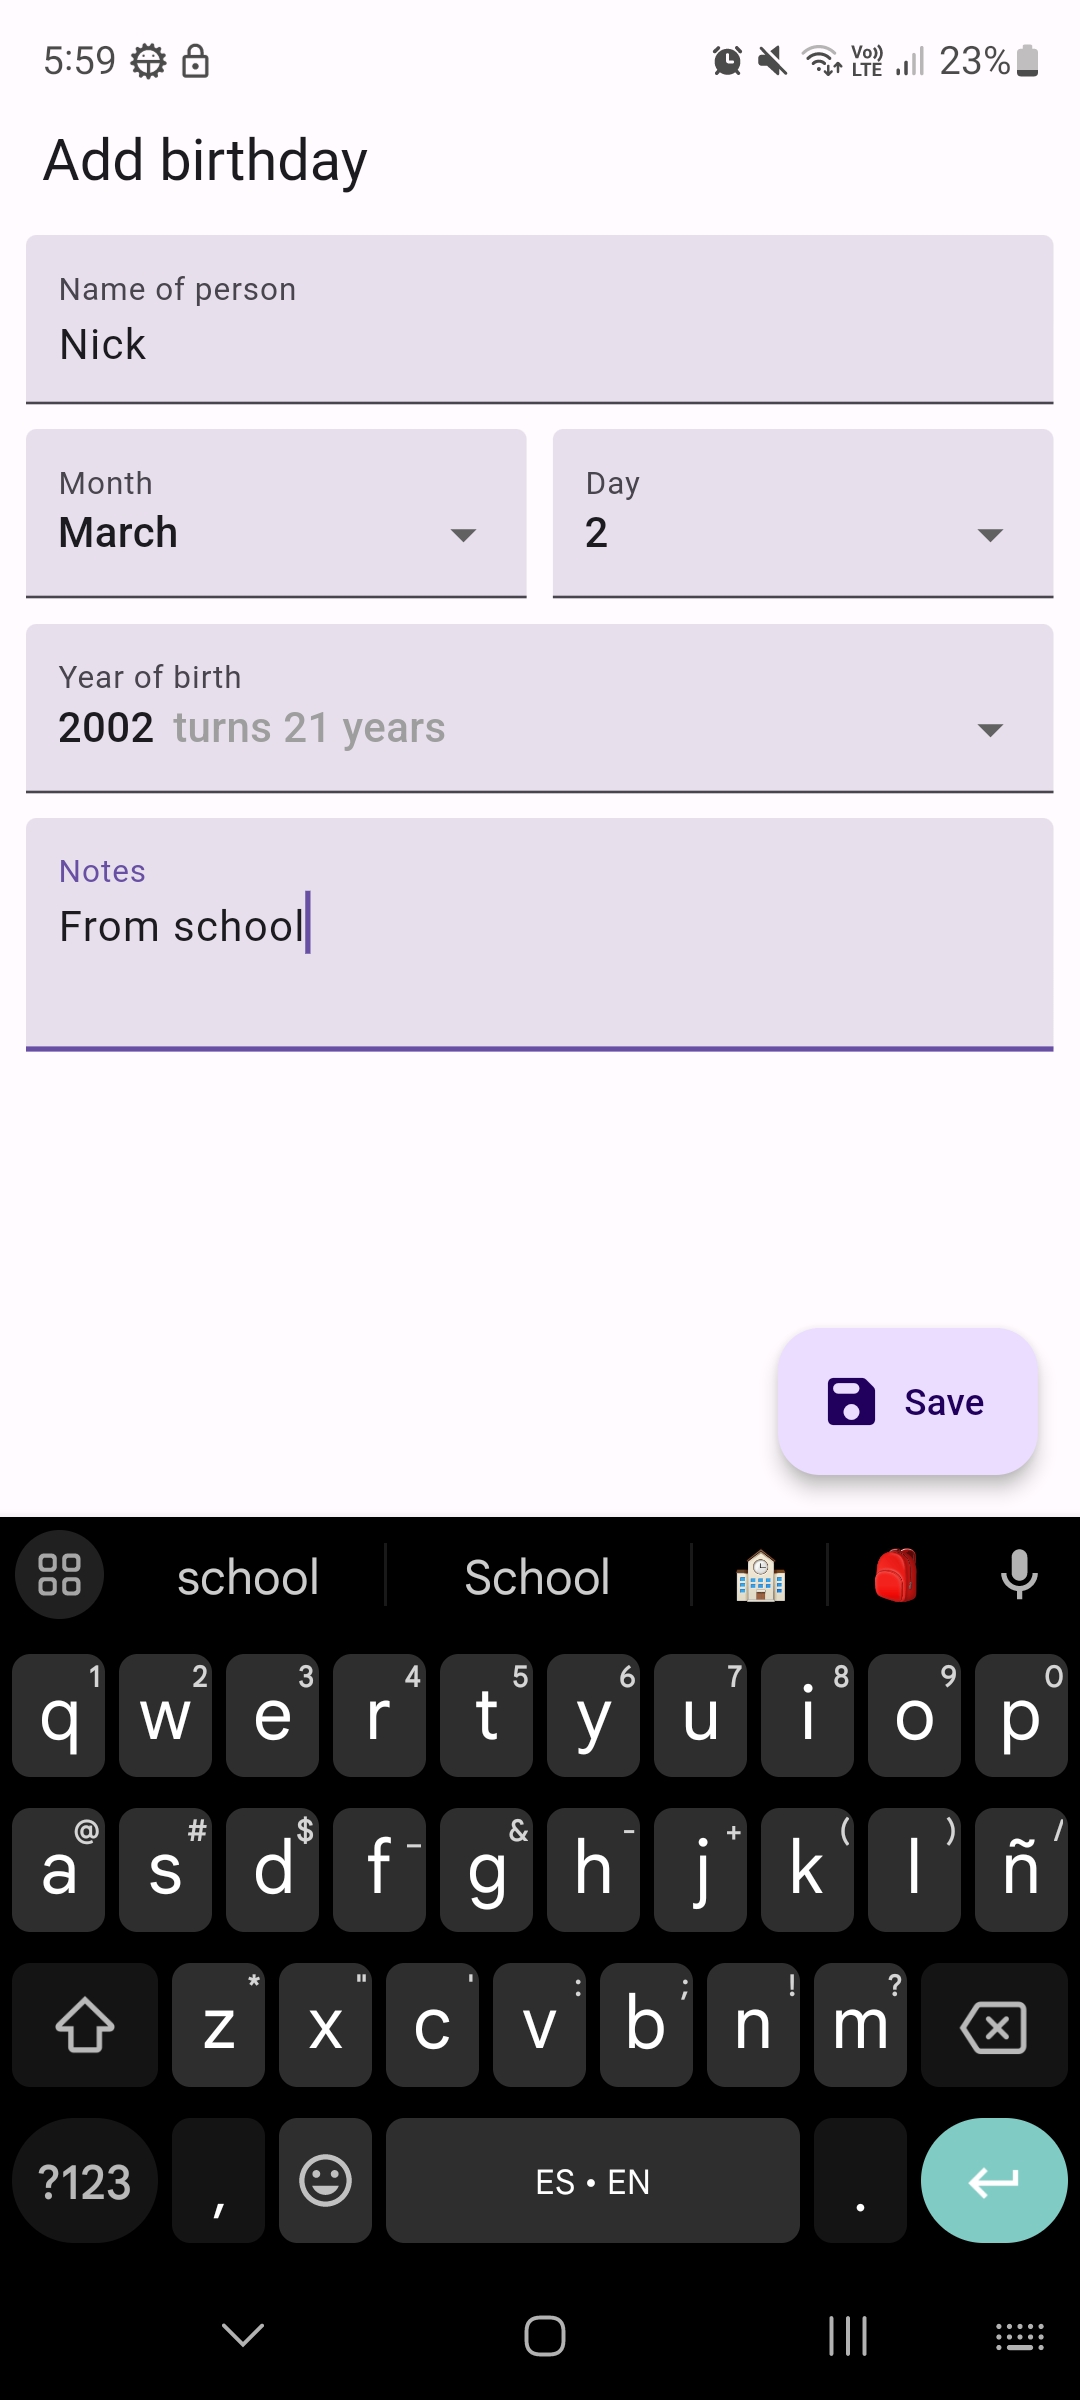 5:59 Vo)) LTE 23%
Add birthday
Name of person
Nick
Month Day
March 2
Year of birth
2002 turns 21 years
Notes
From school
Save
school School
1 2 3 4 5 6 7 8 9 0
q w e r t y u i o p
@ # $ _ & - + ( ) /
a s d f g h j k l ñ
* " ' : ; ! ?
z x c v b n m
?123 , ES • EN .